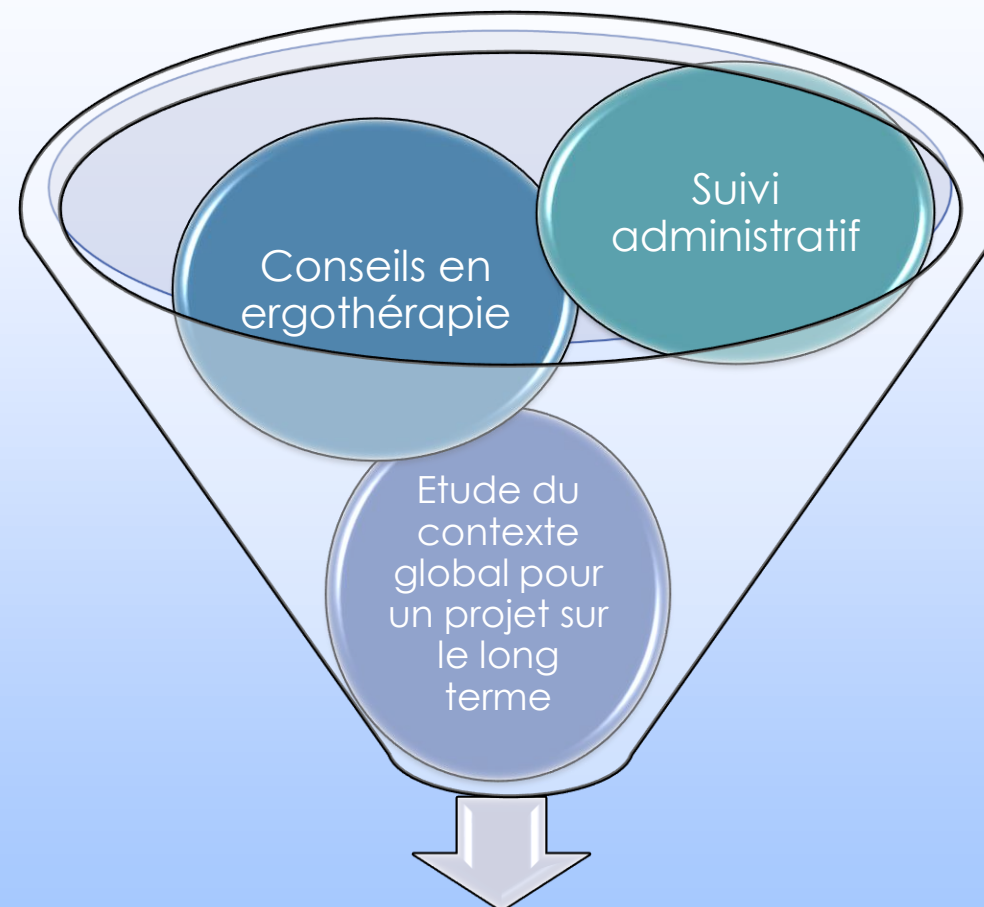 Suivi
administratif
Conseils en
ergothérapie
Etude du
contexte
global pour
un projet sur
le long
terme